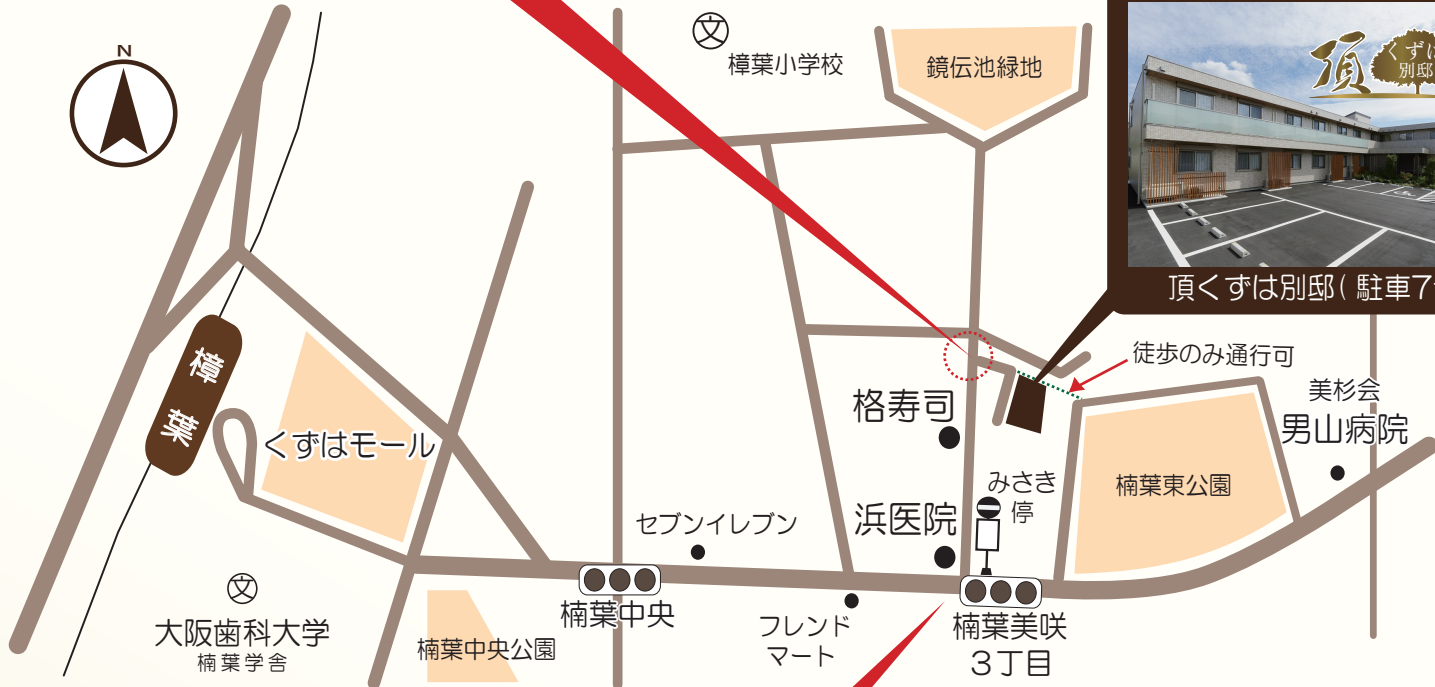 N
文
樟葉小学校
鏡伝池緑地
頂
くずは
別邸
頂くずは別邸(駐車7
徒歩のみ通行可
美杉会
男山病院
格寿司
樟葉
くずはモール
楠葉東公園
みさき
停
浜医院
セブンイレブン
文
大阪歯科大学
楠葉学舎
楠葉中央公園
楠葉中央
フレンド
マート
楠葉美咲
3丁目